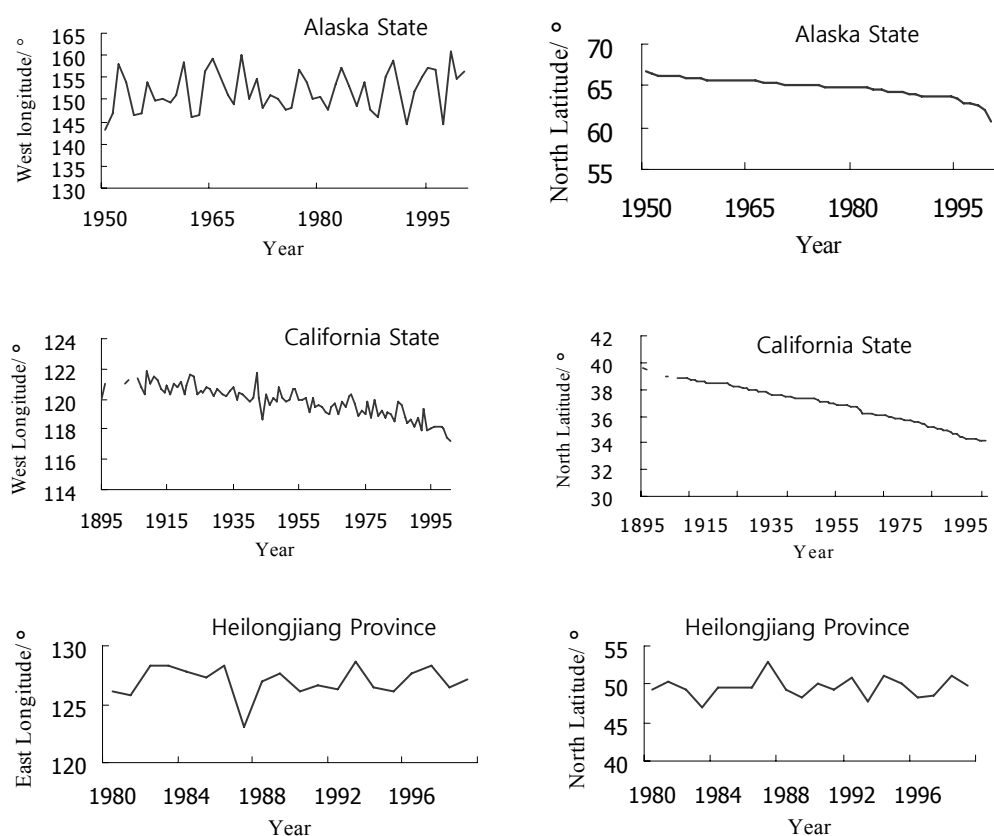 Alaska State
West longitude/ °
165
160
155
150
145
140
135
130
1950 1965 1980 1995
Year
Alaska State
North Latitude/ °
70
65
60
55
1950 1965 1980 1995
Year
California State
West Longitude/ °
124
122
120
118
116
114
1895 1915 1935 1955 1975 1995
Year
California State
North Latitude/ °
42
40
38
36
34
32
30
1895 1915 1935 1955 1975 1995
Year
Heilongjiang Province
East Longitude/ °
130
125
120
1980 1984 1988 1992 1996
Year
Heilongjiang Province
North Latitude/ °
55
50
45
40
1980 1984 1988 1992 1996
Year